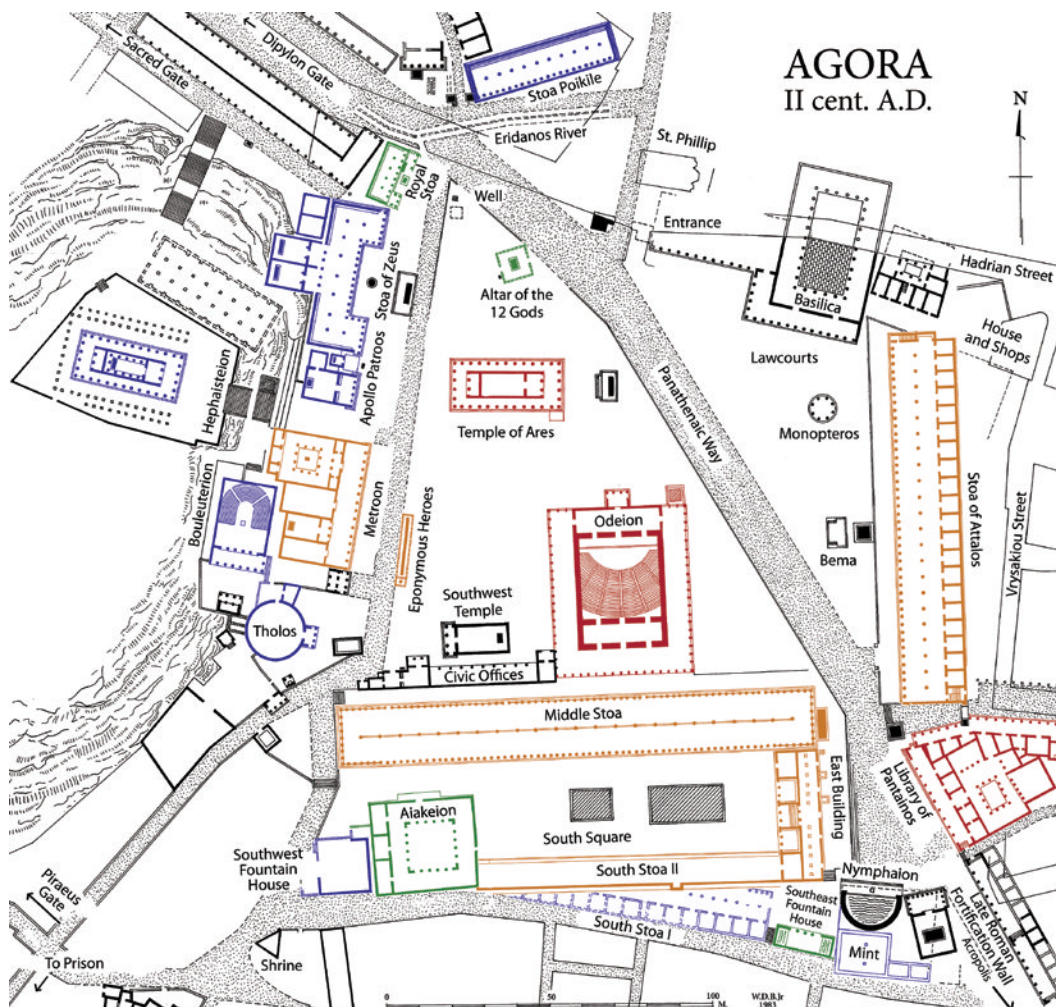 AGORA
II cent. A.D.
N
Sacred Gate
Dipylon Gate
Stoa Poikile
Eridanos River
St. Phillip
Royal
Stoa
Well
Entrance
Hadrian Street
Stoa of Zeus
Altar of the
12 Gods
Basilica
House
and Shops
Lawcourts
Hephaisteion
Apollo Patroos
Temple of Ares
Panathenaic Way
Monopteros
Bouleuterion
Metroon
Eponymous Heroes
Odeion
Bema
Stoa of Attalos
Vrysakiou Street
Southwest
Temple
Tholos
Civic Offices
Middle Stoa
East Building
Library of
Pantainos
Aiakeion
South Square
Southwest
Fountain
House
South Stoa II
Nymphaion
Piraeus
Gate
South Stoa I
Southeast
Fountain
House
Mint
Late Roman
Fortification Wall
Acropolis
To Prison
Shrine
0
50
100
M.
W.D.B.Jr
1983